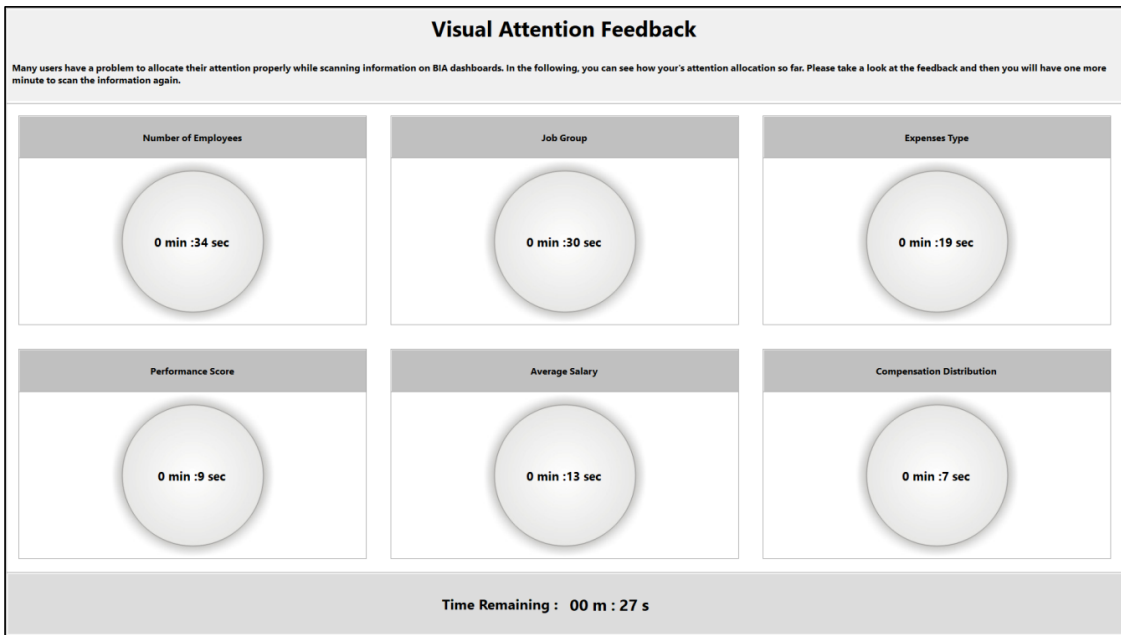 Visual Attention Feedback
Many users have a problem to allocate their attention properly while scanning information on BIA dashboards. In the following, you can see how your's attention allocation so far. Please take a look at the feedback and then you will have one more
minute to scan the information again.
Number of Employees
Job Group
Expenses Type
0 min :34 sec
0 min :30 sec
0 min :19 sec
Performance Score
Average Salary
Compensation Distribution
0 min :9 sec
0 min :13 sec
0 min :7 sec
Time Remaining : 00 m : 27 s